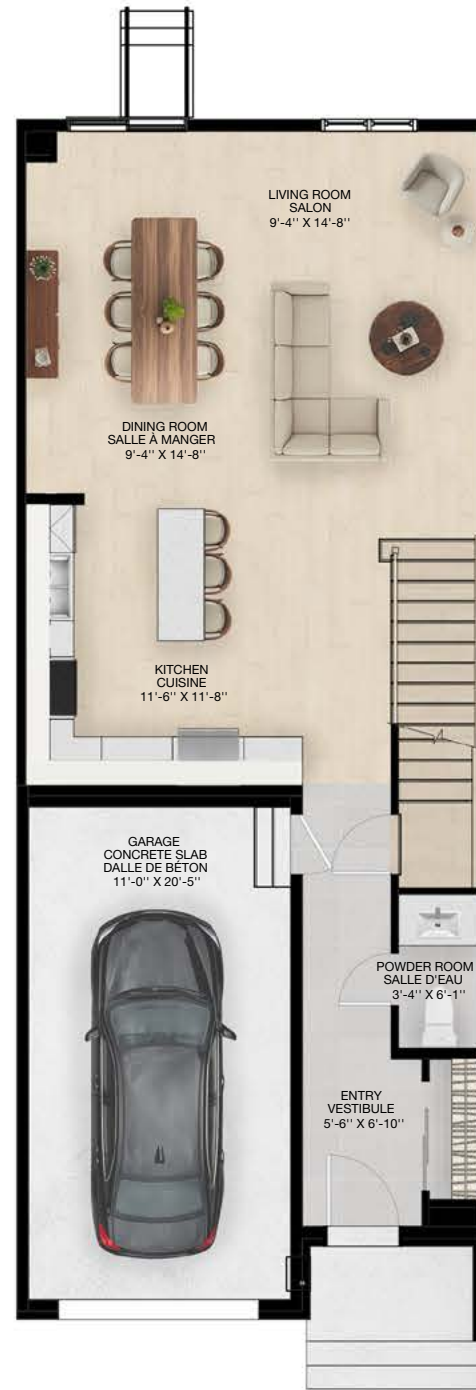 LIVING ROOM
SALON
9'-4'' X 14'-8''
DINING ROOM
SALLE À MANGER
9'-4'' X 14'-8''
KITCHEN
CUISINE
11'-6'' X 11'-8''
GARAGE
CONCRETE SLAB
DALLE DE BÉTON
11'-0'' X 20'-5''
POWDER ROOM
SALLE D'EAU
3'-4'' X 6'-1''
ENTRY
VESTIBULE
5'-6'' X 6'-10''